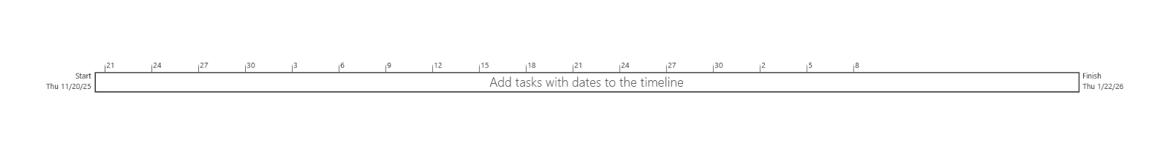 21 24 27 30 3 6 9 12 15 18 21 24 27 30 2 5 8
Start
Thu 11/20/25
Add tasks with dates to the timeline
Finish
Thu 1/22/26